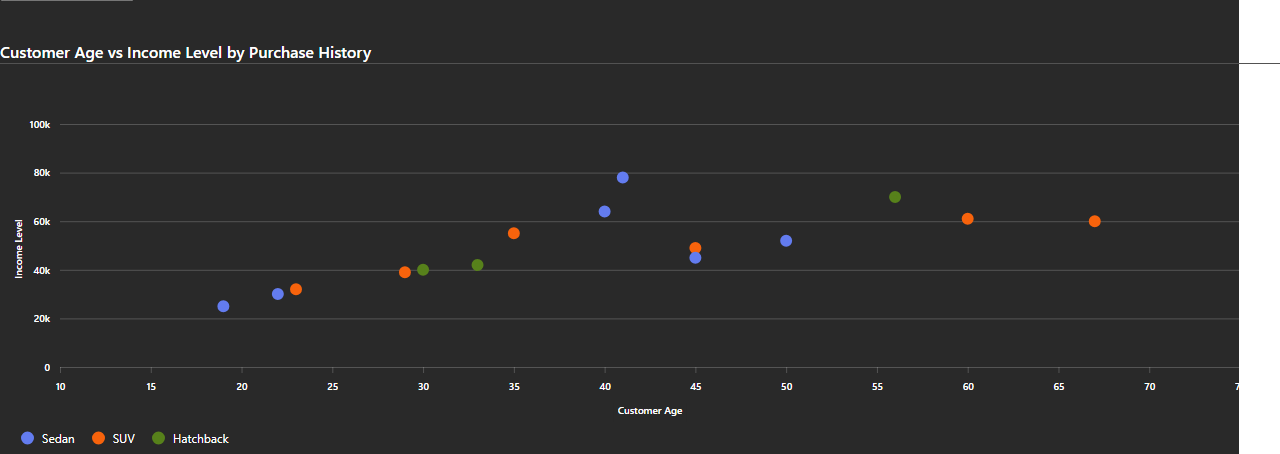 Customer Age vs Income Level by Purchase History
100k
80k
60k
40k
20k
0
Income Level
10 15 20 25 30 35 40 45 50 55 60 65 70
Customer Age
Sedan SUV Hatchback